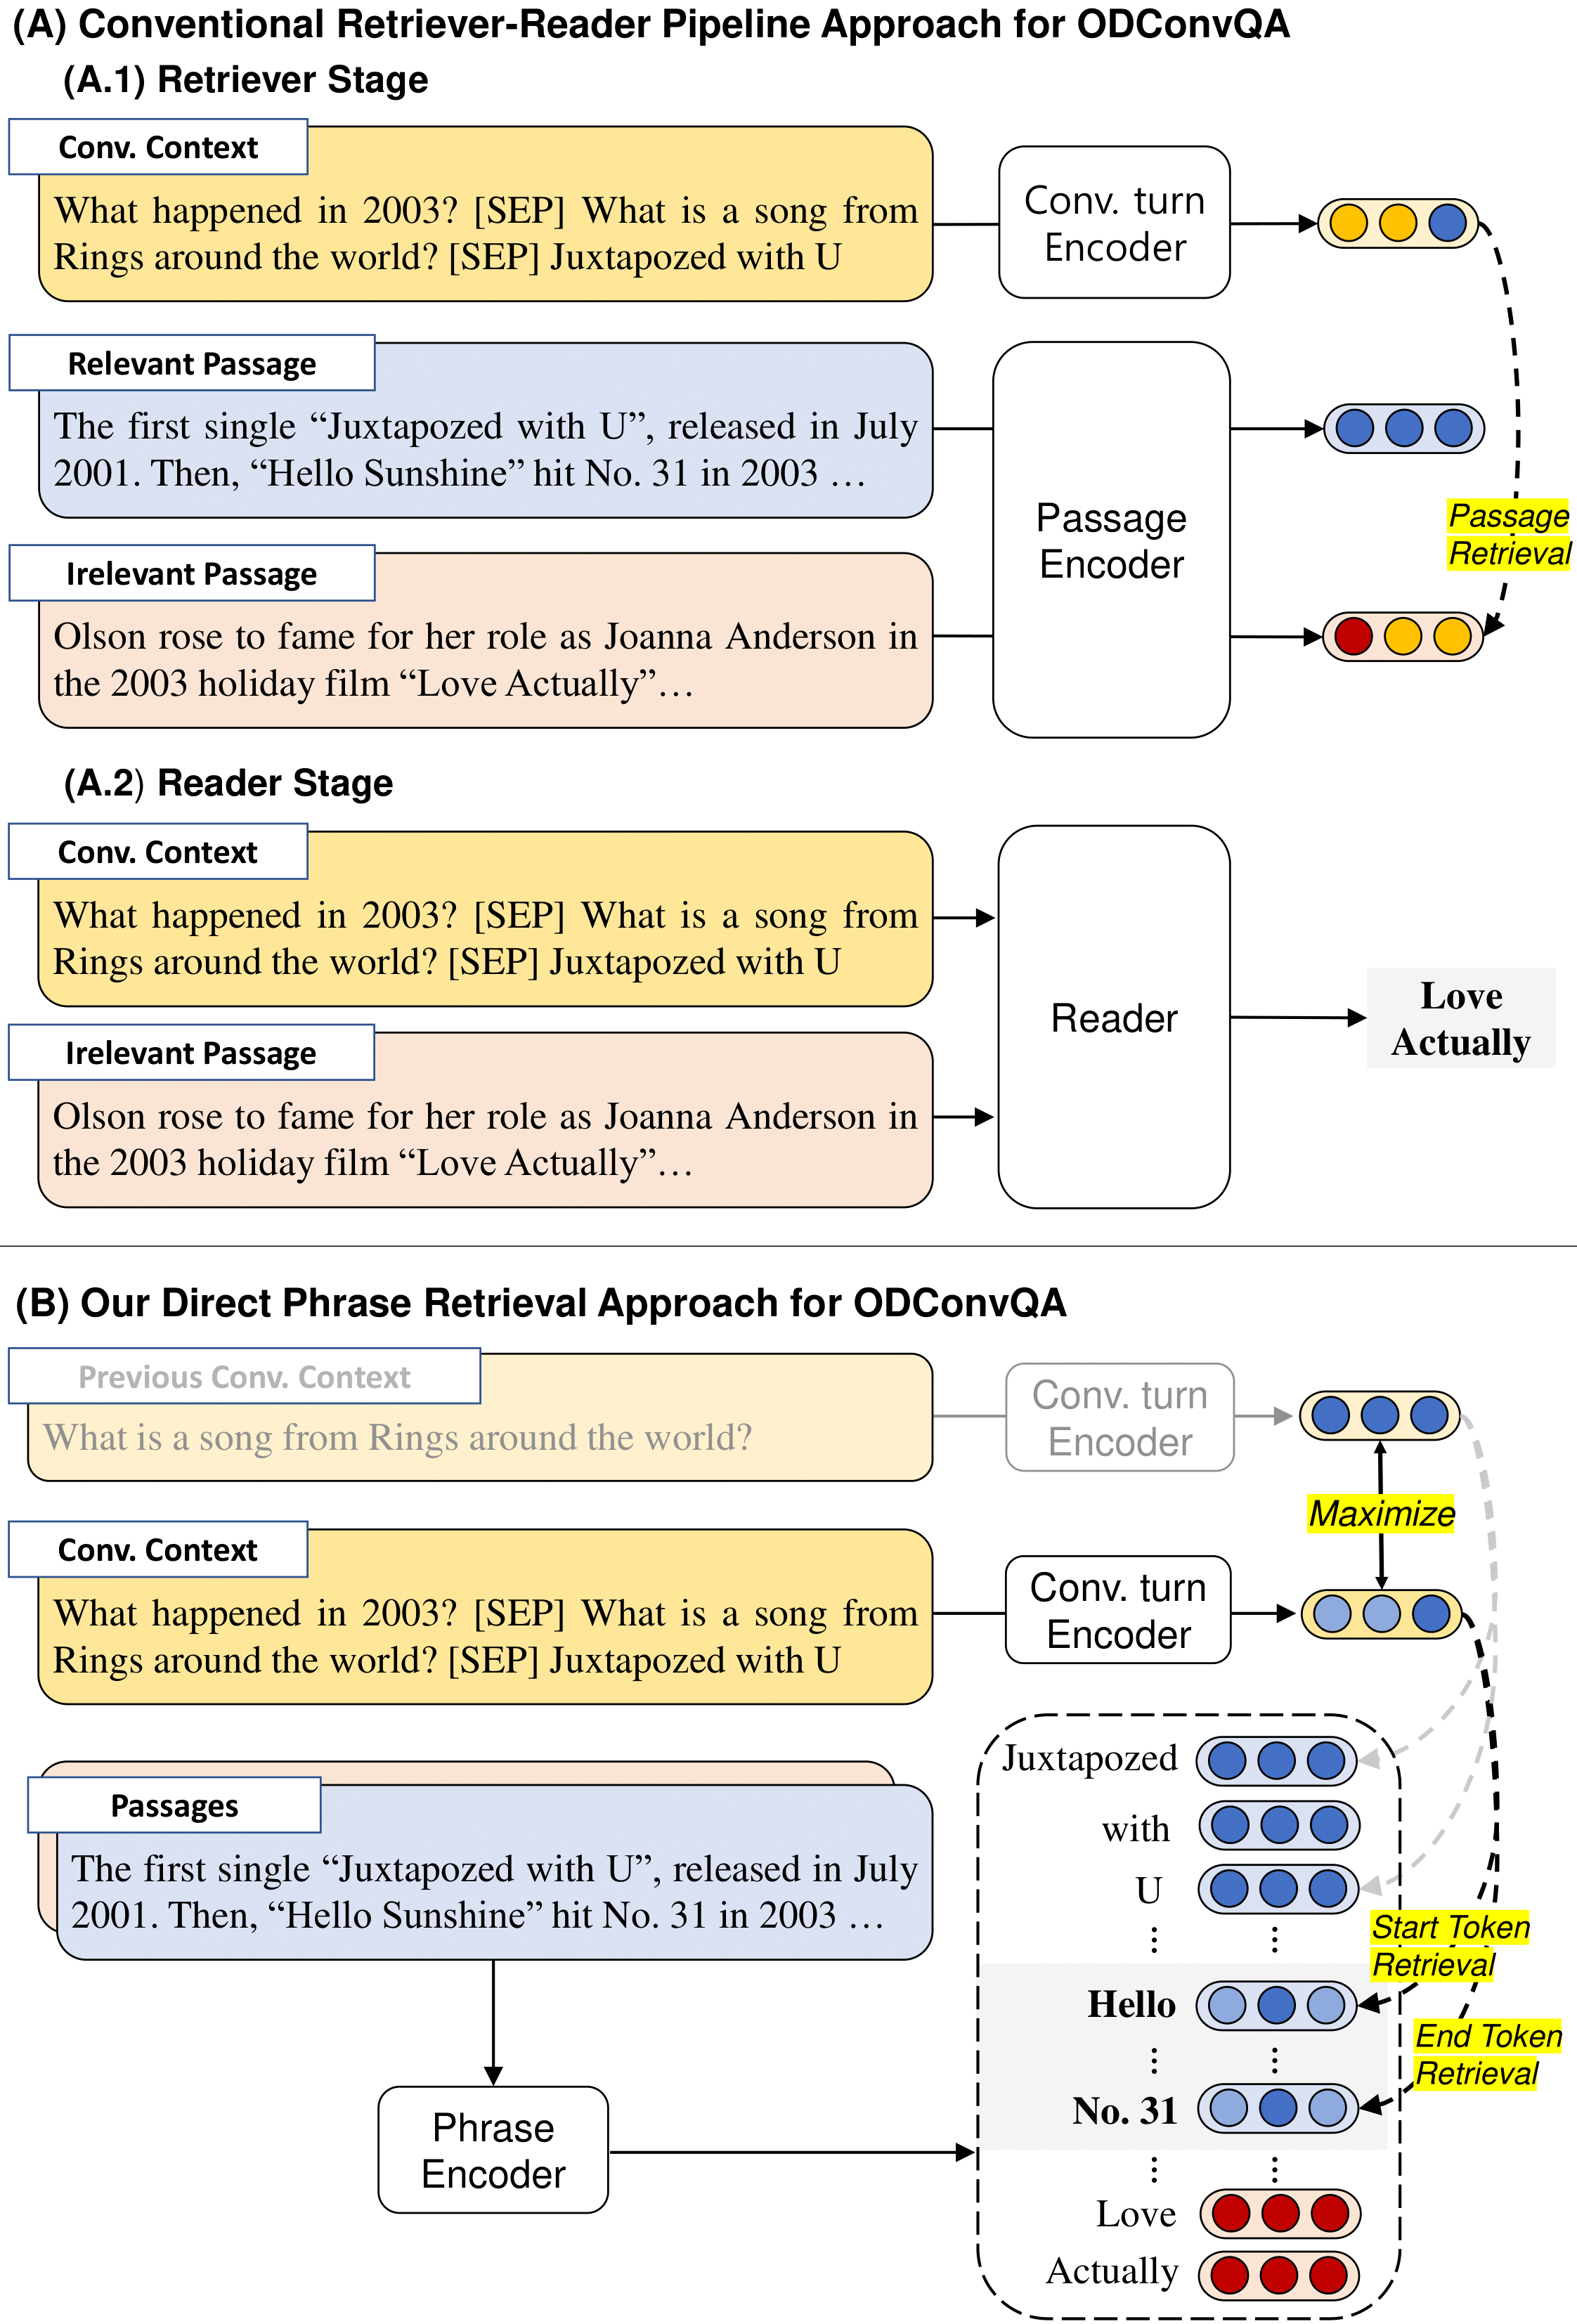 (A) Conventional Retriever-Reader Pipeline Approach for ODConvQA
(A.1) Retriever Stage
Conv. Context
What happened in 2003? [SEP] What is a song from
Rings around the world? [SEP] Juxtapozed with U
Conv. turn
Encoder
Relevant Passage
The first single “Juxtapozed with U”, released in July
2001. Then, “Hello Sunshine” hit No. 31 in 2003 …
Passage
Encoder
Passage
Retrieval
Irelevant Passage
Olson rose to fame for her role as Joanna Anderson in
the 2003 holiday film “Love Actually”…
(A.2) Reader Stage
Conv. Context
What happened in 2003? [SEP] What is a song from
Rings around the world? [SEP] Juxtapozed with U
Reader
Love
Actually
Irelevant Passage
Olson rose to fame for her role as Joanna Anderson in
the 2003 holiday film “Love Actually”…
(B) Our Direct Phrase Retrieval Approach for ODConvQA
Previous Conv. Context
What is a song from Rings around the world?
Conv. turn
Encoder
Maximize
Conv. Context
What happened in 2003? [SEP] What is a song from
Rings around the world? [SEP] Juxtapozed with U
Conv. turn
Encoder
Passages
The first single “Juxtapozed with U”, released in July
2001. Then, “Hello Sunshine” hit No. 31 in 2003 …
Phrase
Encoder
Juxtapozed
with
U
Start Token
Retrieval
Hello
End Token
Retrieval
No. 31
Love
Actually